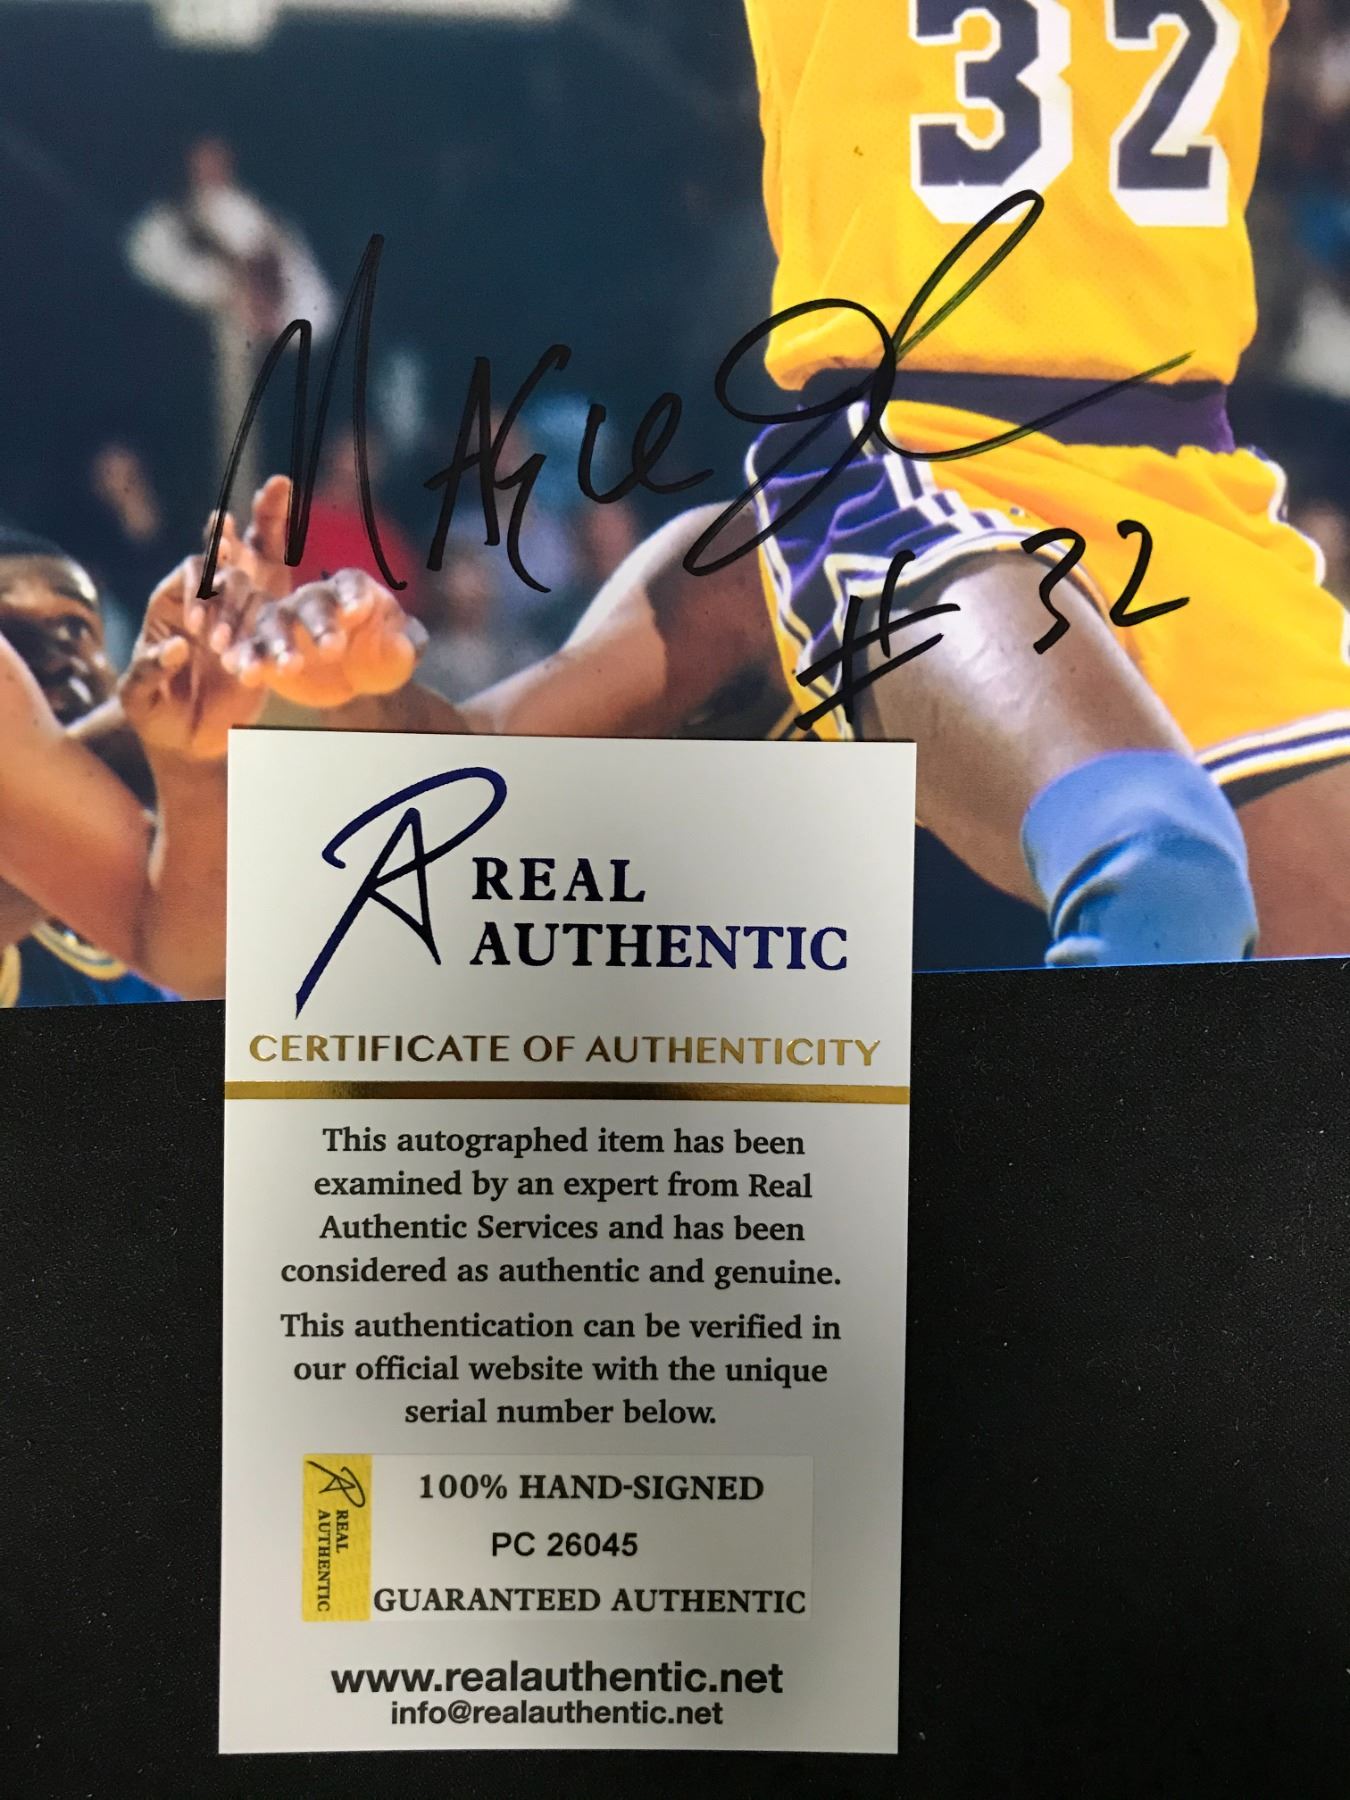 32
Magic J
#32
REAL
AUTHENTIC
CERTIFICATE OF AUTHENTICITY
This autographed item has been
examined by an expert from Real
Authentic Services and has been
considered as authentic and genuine.
This authentication can be verified in
our official website with the unique
serial number below.
REAL
AUTHENTIC
100% HAND-SIGNED
PC 26045
GUARANTEED AUTHENTIC
www.realauthentic.net
info@realauthentic.net